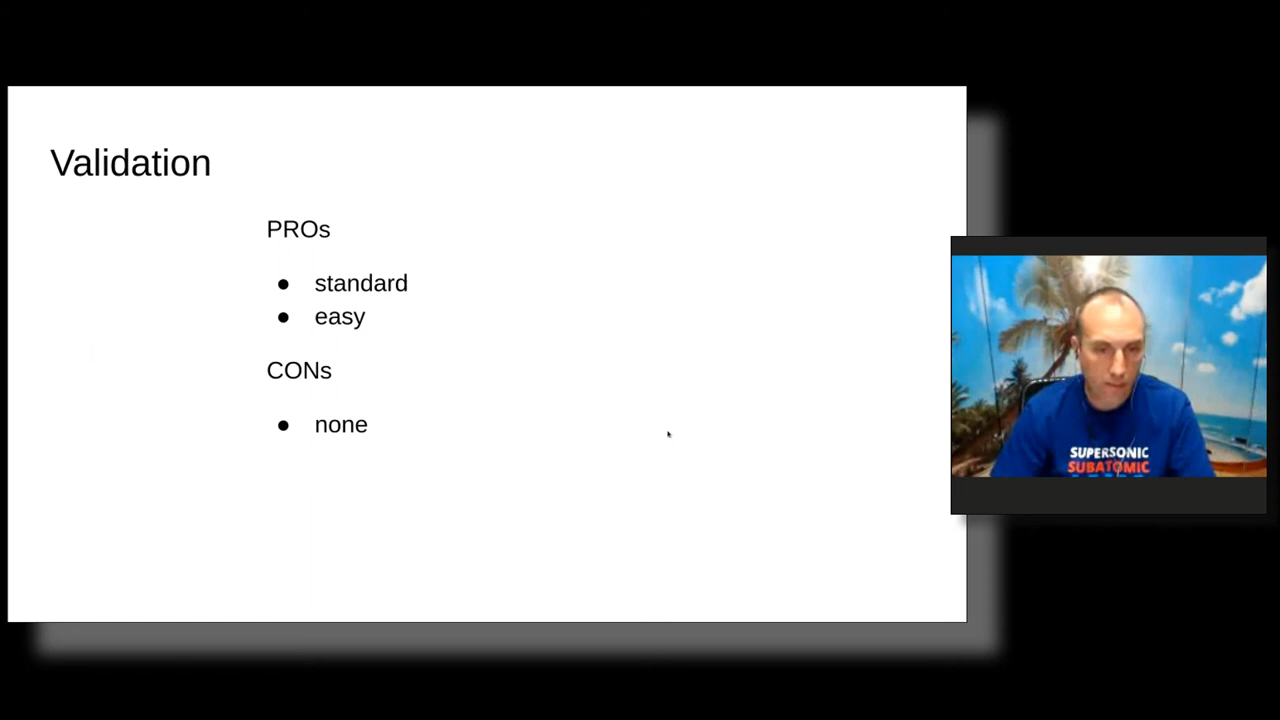 Validation
PROs
● standard
● easy
CONs
● none
SUPERSONIC
SUBATOMIC